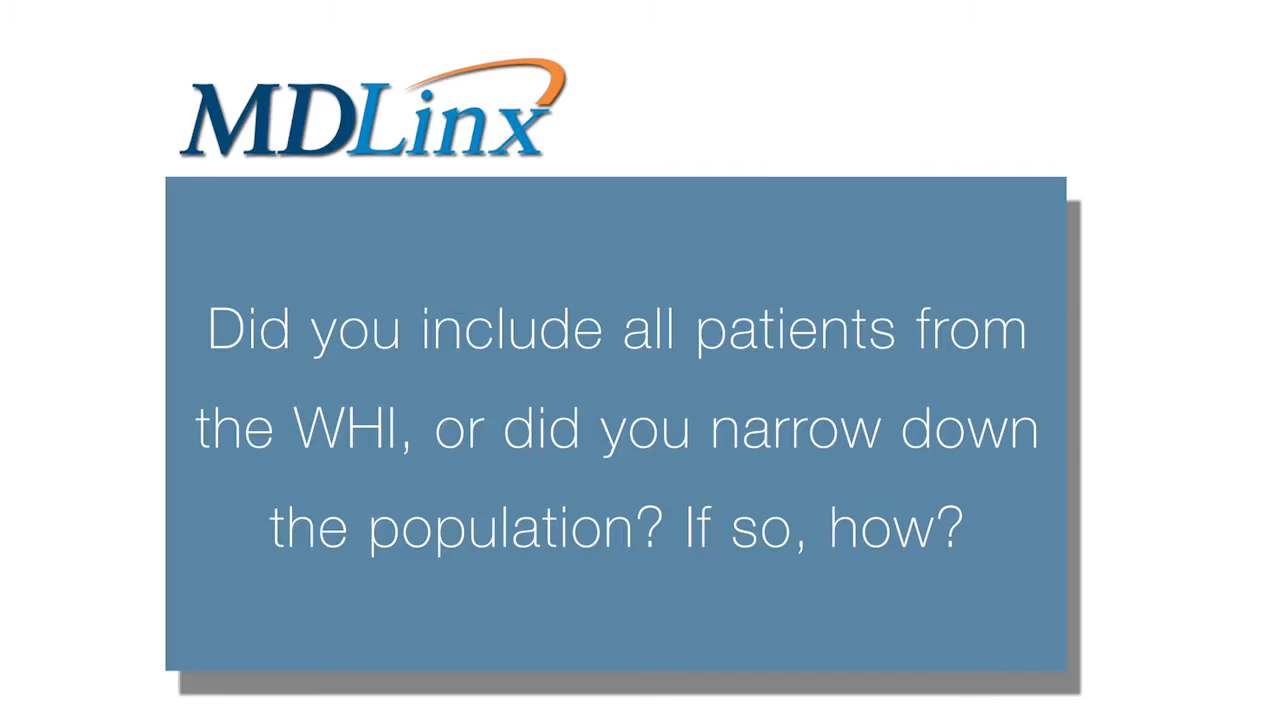 MDLinx
Did you include all patients from
the WHI, or did you narrow down
the population? If so, how?